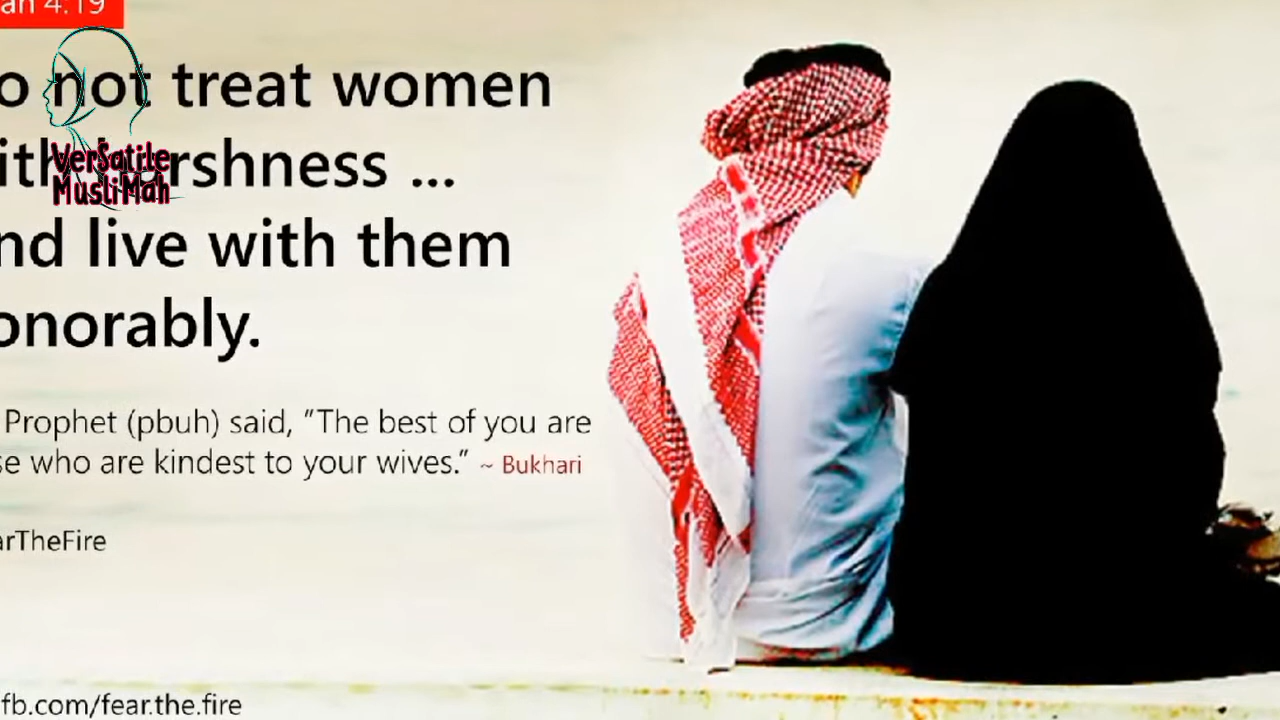 an 4:19
o not treat women
ith harshness ...
nd live with them
onorably.
Prophet (pbuh) said, "The best of you are
se who are kindest to your wives." ~ Bukhari
arTheFire
fb.com/fear.the.fire
VerSatile
MusliMah